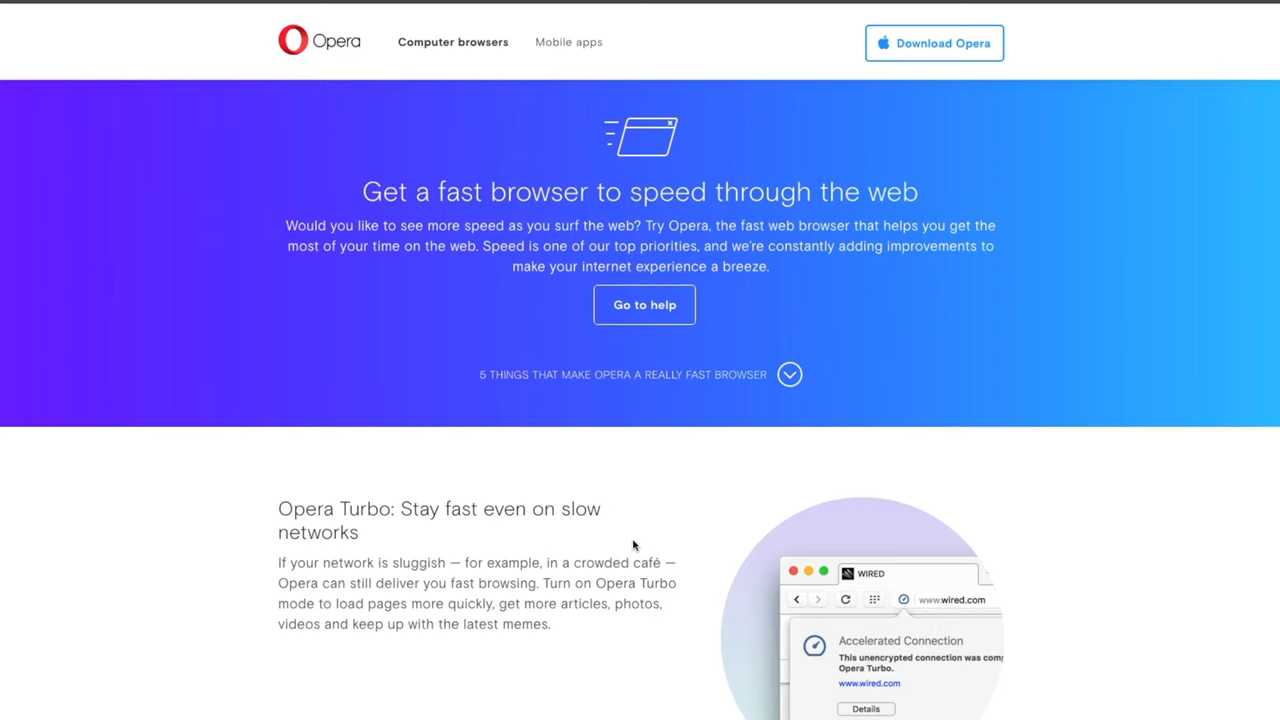 Opera
Computer browsers
Mobile apps
Download Opera
Get a fast browser to speed through the web
Would you like to see more speed as you surf the web? Try Opera, the fast web browser that helps you get the
most of your time on the web. Speed is one of our top priorities, and we're constantly adding improvements to
make your internet experience a breeze.
Go to help
5 THINGS THAT MAKE OPERA A REALLY FAST BROWSER
Opera Turbo: Stay fast even on slow
networks
If your network is sluggish — for example, in a crowded café —
Opera can still deliver you fast browsing. Turn on Opera Turbo
mode to load pages more quickly, get more articles, photos,
videos and keep up with the latest memes.
WIRED
www.wired.com
Accelerated Connection
This unencrypted connection was
Opera Turbo.
www.wired.com
Details